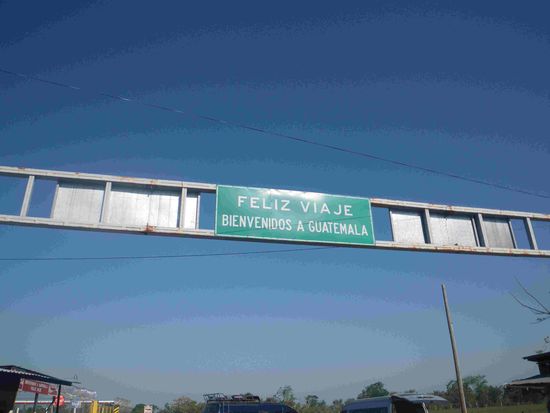 FELIZ VIAJE
BIENVENIDOS A GUATEMALA